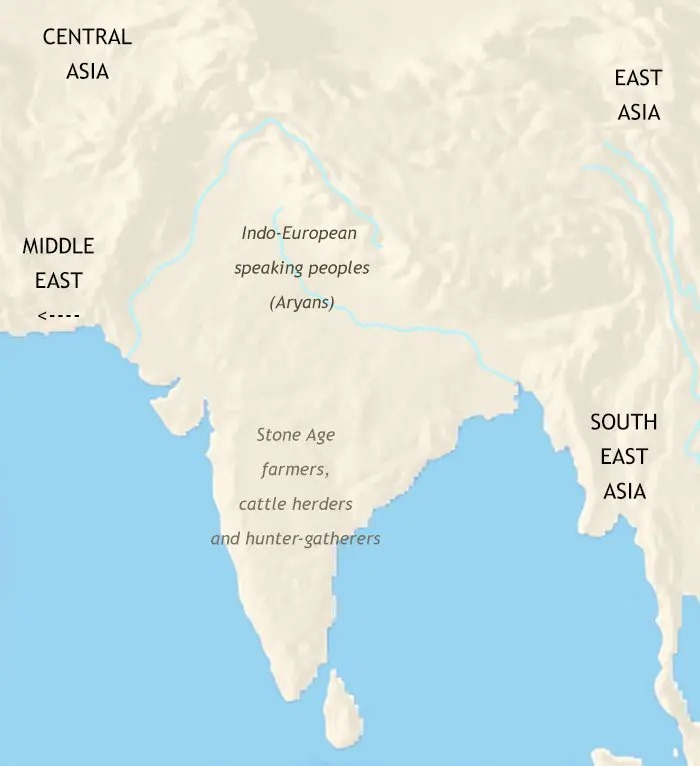 CENTRAL
ASIA
EAST
ASIA
MIDDLE
EAST
<----
Indo-European
speaking peoples
(Aryans)
Stone Age
farmers,
cattle herders
and hunter-gatherers
SOUTH
EAST
ASIA